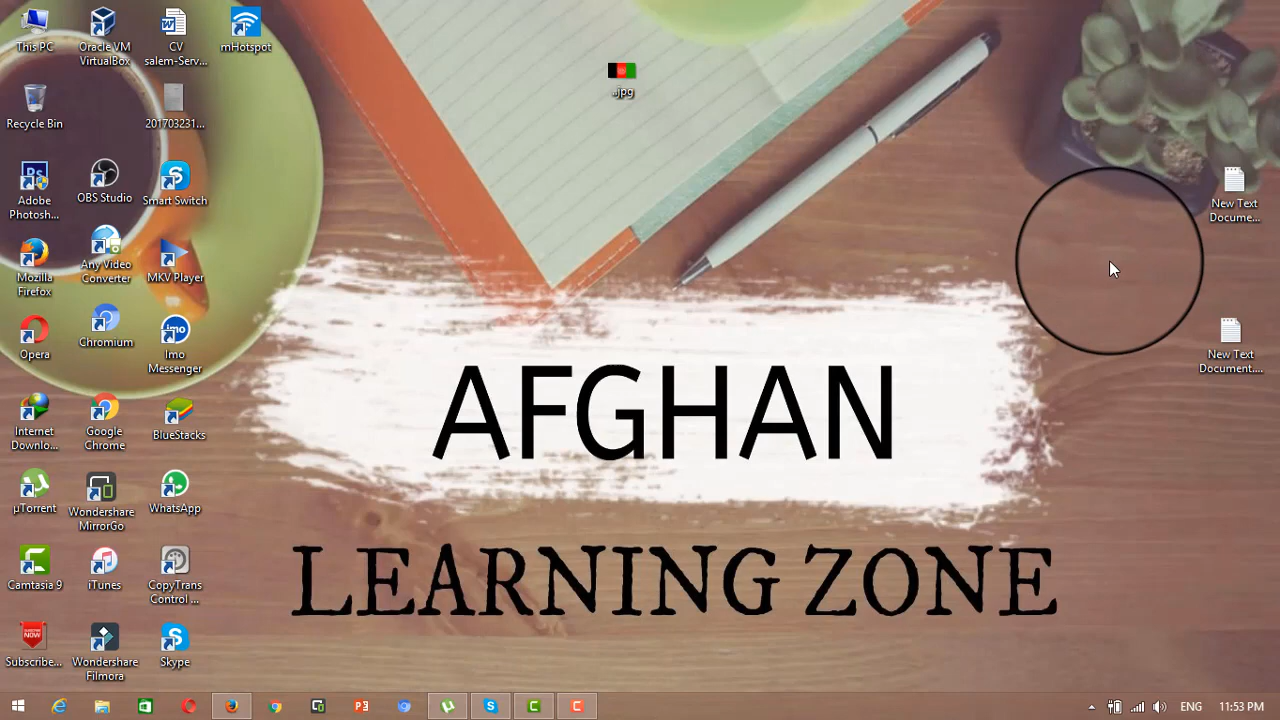 This PC
Oracle VM
VirtualBox
CV
salem-Serv...
mHotspot
Recycle Bin
201703231...
Adobe
Photosh...
OBS Studio
Smart Switch
Mozilla
Firefox
Any Video
Converter
MKV Player
Opera
Chromium
imo
Imo
Messenger
Internet
Downlo...
Google
Chrome
BlueStacks
µTorrent
Wondershare
MirrorGo
WhatsApp
Camtasia 9
iTunes
CopyTrans
Control ...
Subscribe...
Wondershare
Filmora
Skype
..jpg
New Text
Docume...
New Text
Document....
AFGHAN
LEARNING ZONE
ENG
11:53 PM